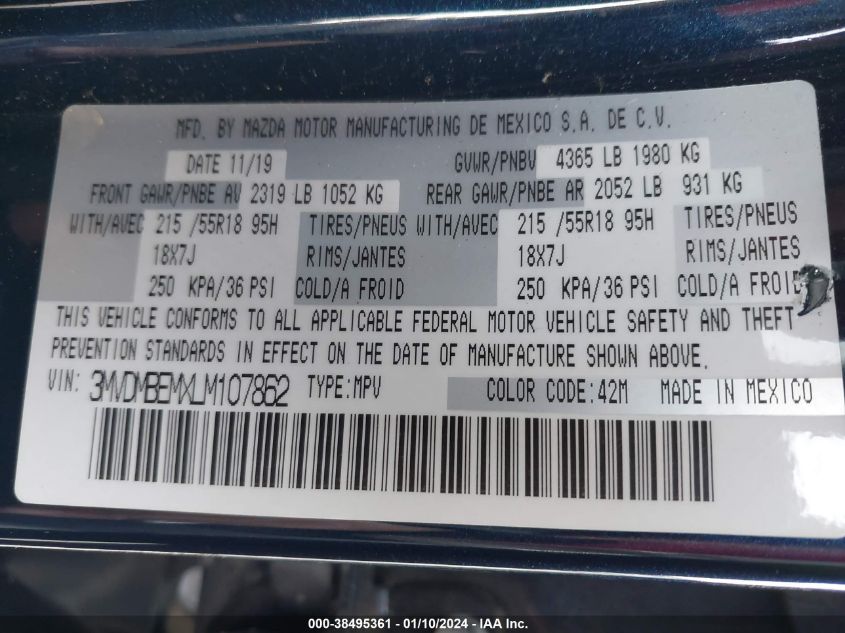 MFD. BY MAZDA MOTOR MANUFACTURING DE MEXICO S.A. DE C.V.
DATE 11/19 GVWR/PNBV 4365 LB 1980 KG
FRONT GAWR/PNBE AV 2319 LB 1052 KG REAR GAWR/PNBE AR 2052 LB 931 KG
WITH/AVEC 215 /55R18 95H TIRES/PNEUS WITH/AVEC 215 /55R18 95H TIRES/PNEUS
18X7J RIMS/JANTES 18X7J RIMS/JANTES
250 KPA/36 PSI COLD/A FROID 250 KPA/36 PSI COLD/A FROID
THIS VEHICLE CONFORMS TO ALL APPLICABLE FEDERAL MOTOR VEHICLE SAFETY AND THEFT
PREVENTION STANDARDS IN EFFECT ON THE DATE OF MANUFACTURE SHOWN ABOVE.
VIN: 3MVDMBEMXLM107862 TYPE:MPV COLOR CODE:42M MADE IN MEXICO
000-38495361 - 01/10/2024 - IAA Inc.